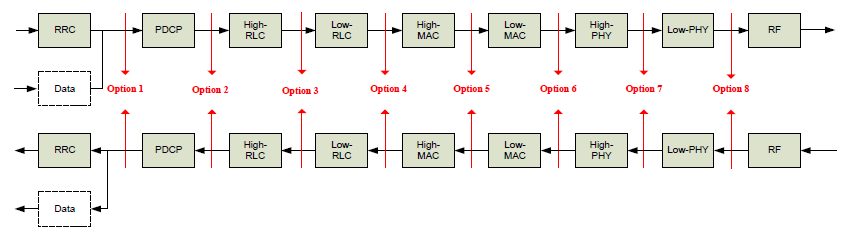 RRC
PDCP
High-
RLC
Low-
RLC
High-
MAC
Low-
MAC
High-
PHY
Low-PHY
RF
Data
Option 1
Option 2
Option 3
Option 4
Option 5
Option 6
Option 7
Option 8
RRC
PDCP
High-
RLC
Low-
RLC
High-
MAC
Low-
MAC
High-
PHY
Low-PHY
RF
Data